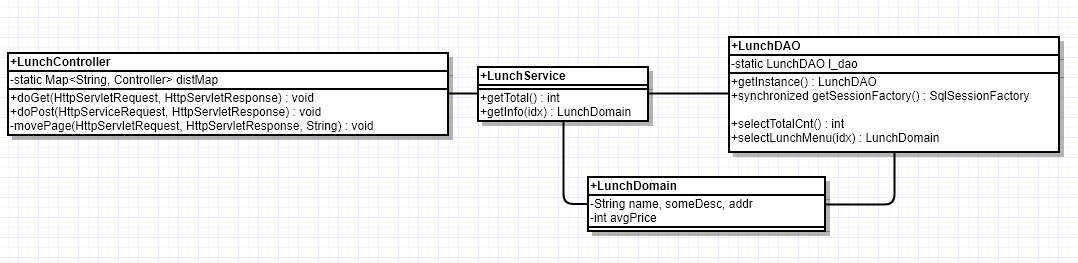 +LunchController
-static Map<String, Controller> distMap
+doGet(HttpServletRequest, HttpServletResponse) : void
+doPost(HttpServiceRequest, HttpServletResponse) : void
-movePage(HttpServletRequest, HttpServletResponse, String) : void
+LunchService
+getTotal() : int
+getInfo(idx) : LunchDomain
+LunchDAO
-static LunchDAO l_dao
+getInstance() : LunchDAO
+synchronized getSessionFactory() : SqlSessionFactory
+selectTotalCnt() : int
+selectLunchMenu(idx) : LunchDomain
+LunchDomain
-String name, someDesc, addr
-int avgPrice